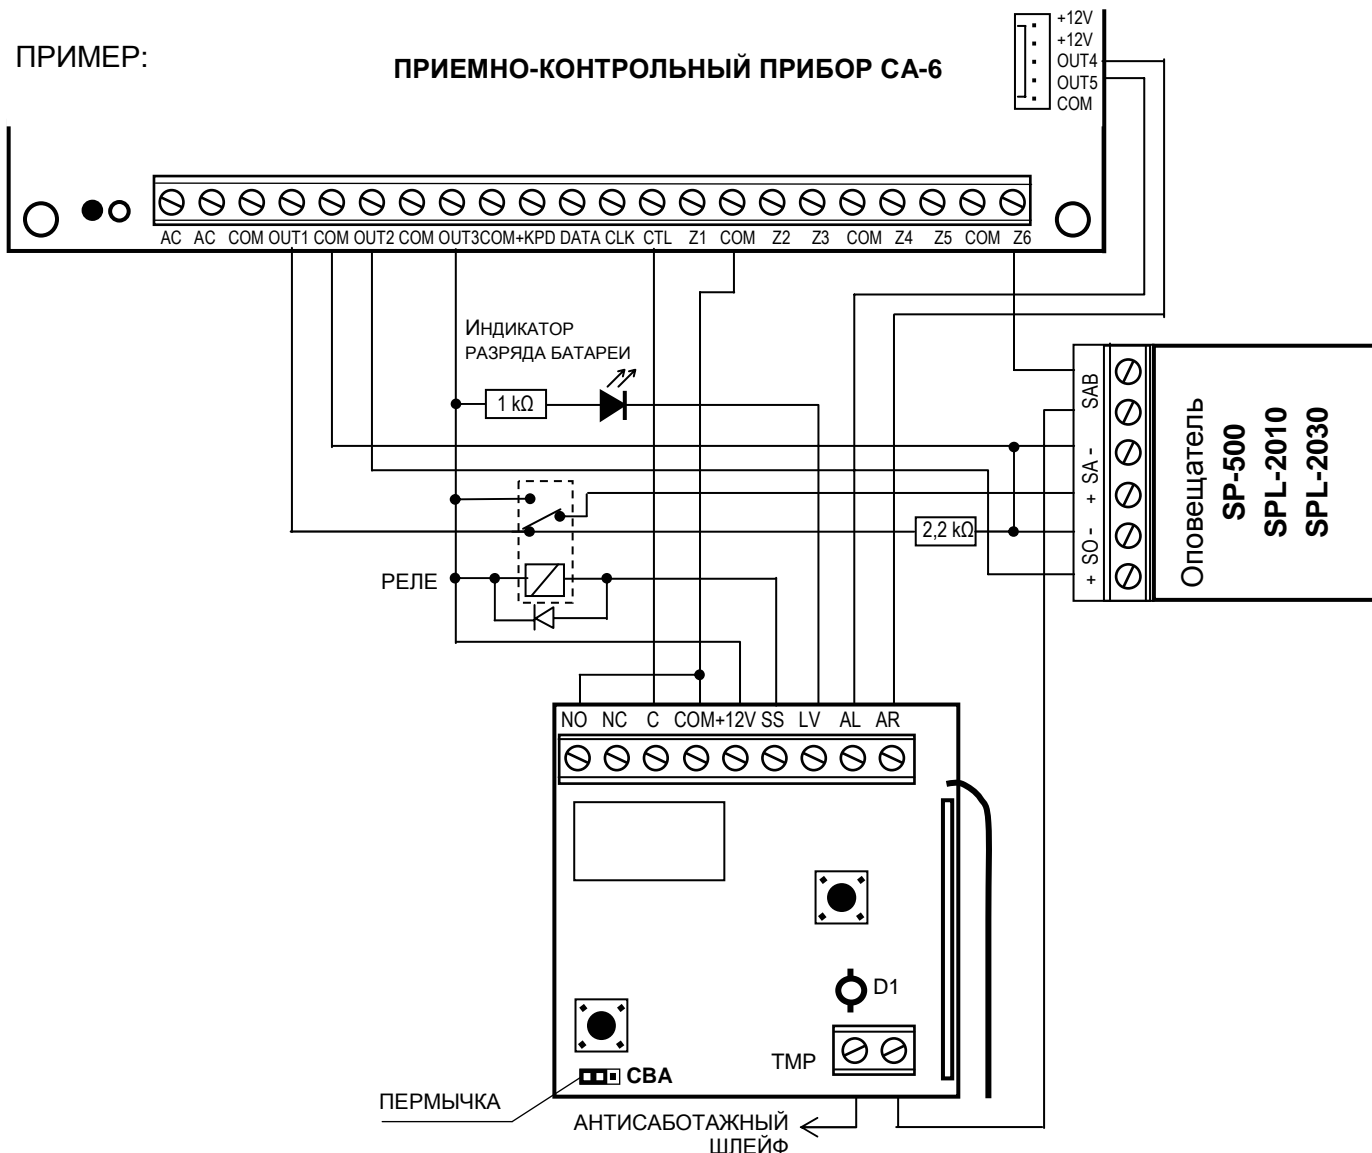 ПРИМЕР:
ПРИЕМНО-КОНТРОЛЬНЫЙ ПРИБОР СА-6
+12V
+12V
OUT4
OUT5
COM
AC AC COM OUT1 COM OUT2 COM OUT3 COM +KPD DATA CLK CTL Z1 COM Z2 Z3 COM Z4 Z5 COM Z6
ИНДИКАТОР
РАЗРЯДА БАТАРЕИ
1 kΩ
2,2 kΩ
РЕЛЕ
SAB
+ SA -
+ SO -
Оповещатель
SP-500
SPL-2010
SPL-2030
NO NC C COM +12V SS LV AL AR
D1
TMP
CBA
ПЕРМЫЧКА
АНТИСАБОТАЖНЫЙ
ШЛЕЙФ